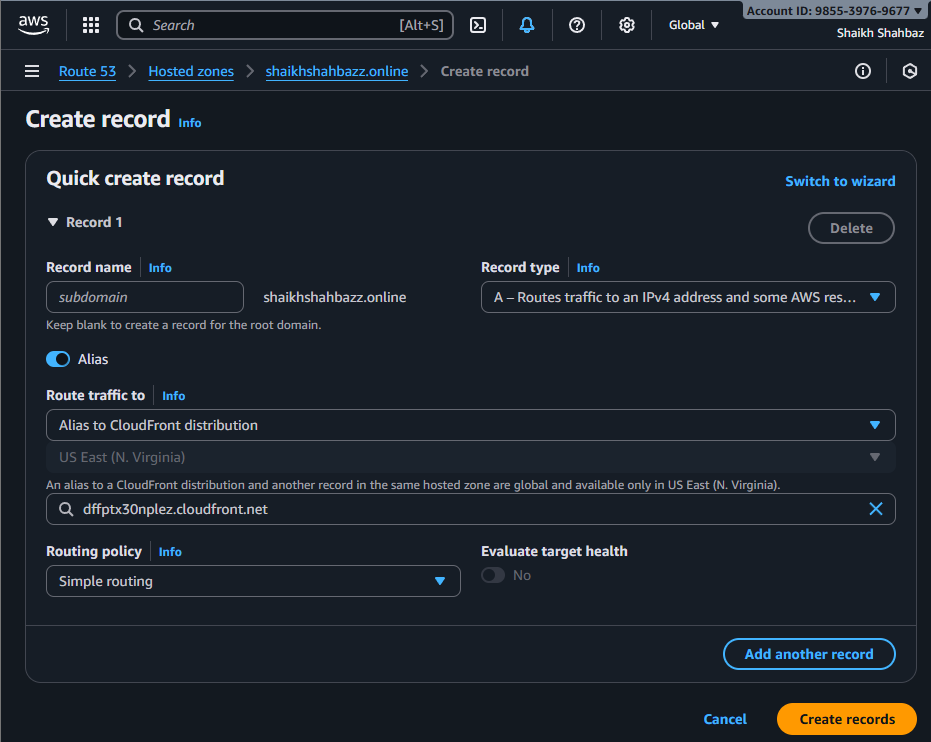 aws
Search [Alt+S]
Global
Account ID: 9855-3976-9677
Shaikh Shahbaz
Route 53 > Hosted zones > shaikhshahbazz.online > Create record
Create record Info
Quick create record
Switch to wizard
Record 1
Delete
Record name Info
Record type Info
subdomain
shaikhshahbazz.online
A – Routes traffic to an IPv4 address and some AWS res...
Keep blank to create a record for the root domain.
Alias
Route traffic to Info
Alias to CloudFront distribution
US East (N. Virginia)
An alias to a CloudFront distribution and another record in the same hosted zone are global and available only in US East (N. Virginia).
dffptx30nplez.cloudfront.net
Routing policy Info
Evaluate target health
Simple routing
No
Add another record
Cancel
Create records